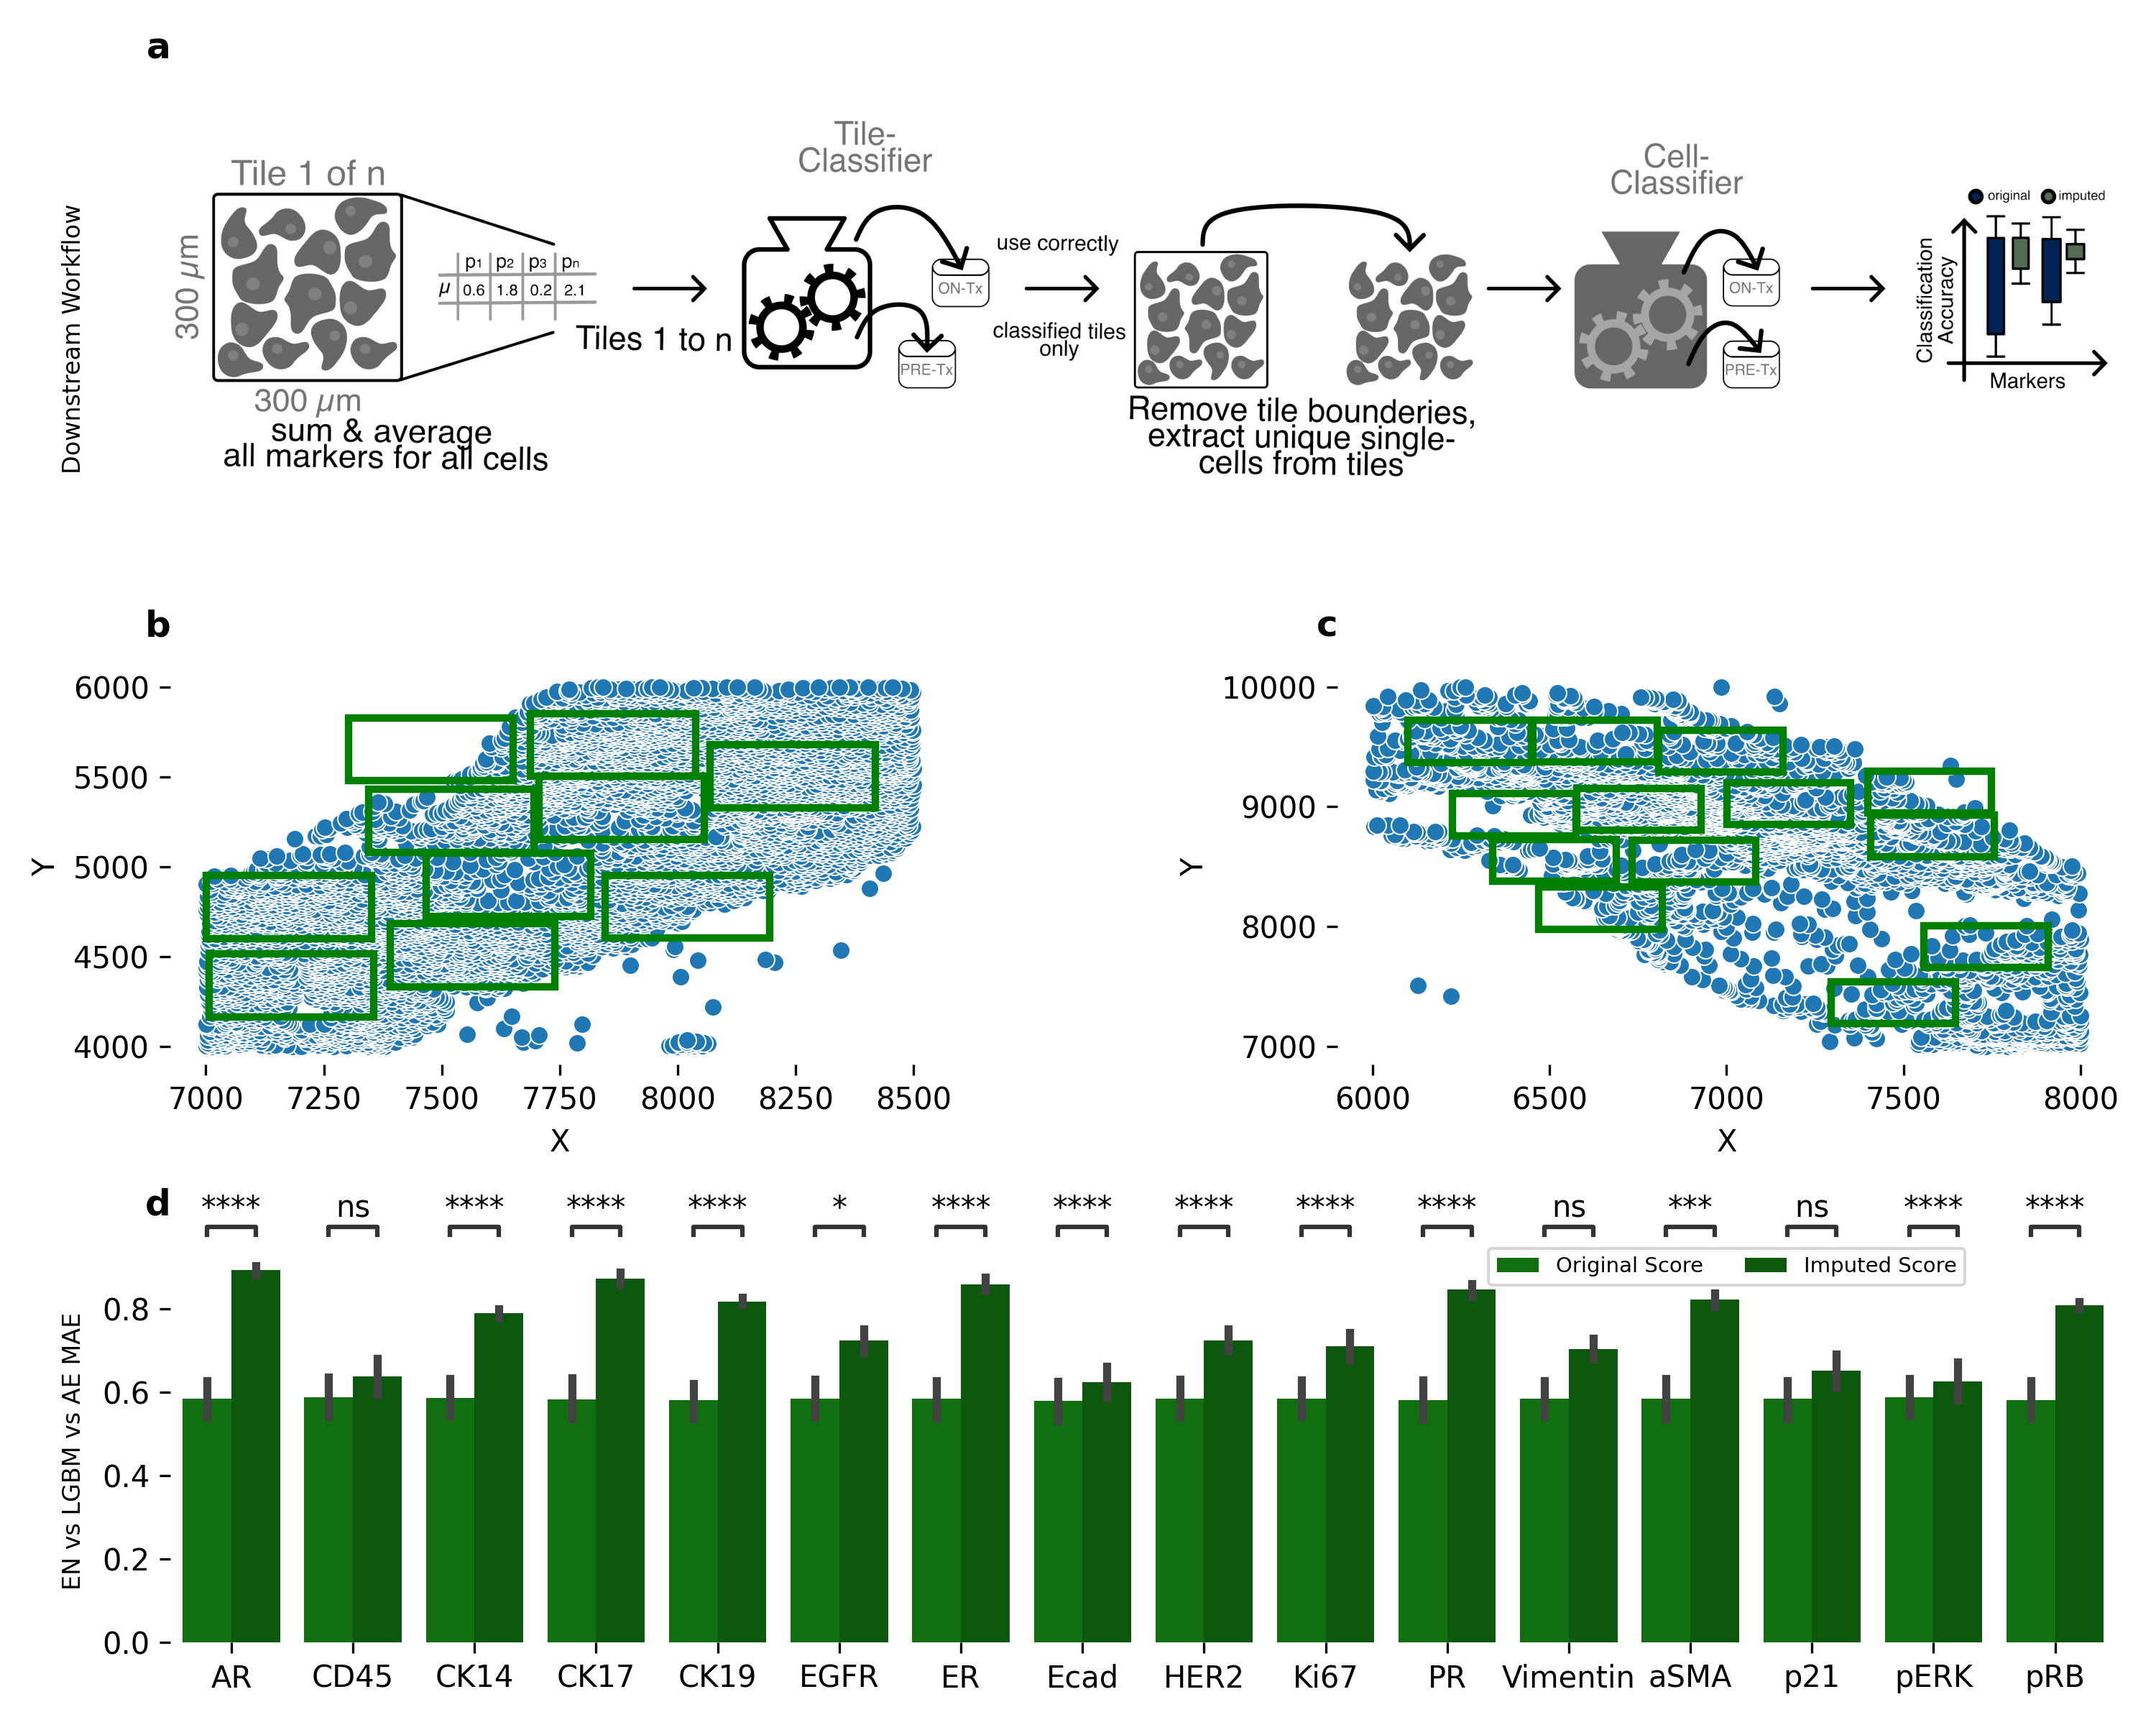 a
Downstream Workflow
Tile 1 of n
300 µm
300 µm
sum & average
all markers for all cells
p1 p2 p3 pn
µ 0.6 1.8 0.2 2.1
Tiles 1 to n
Tile-
Classifier
ON-Tx
PRE-Tx
use correctly
classified tiles
only
Remove tile bounderies,
extract unique single-
cells from tiles
Cell-
Classifier
ON-Tx
PRE-Tx
original imputed
Classification
Accuracy
Markers
b
6000
5500
5000
4500
4000
Y
7000 7250 7500 7750 8000 8250 8500
X
c
10000
9000
8000
7000
Y
6000 6500 7000 7500 8000
X
d
**** ns **** **** **** * **** **** **** **** **** ns *** ns **** ****
Original Score Imputed Score
EN vs LGBM vs AE MAE
0.8
0.6
0.4
0.2
0.0
AR CD45 CK14 CK17 CK19 EGFR ER Ecad HER2 Ki67 PR Vimentin aSMA p21 pERK pRB